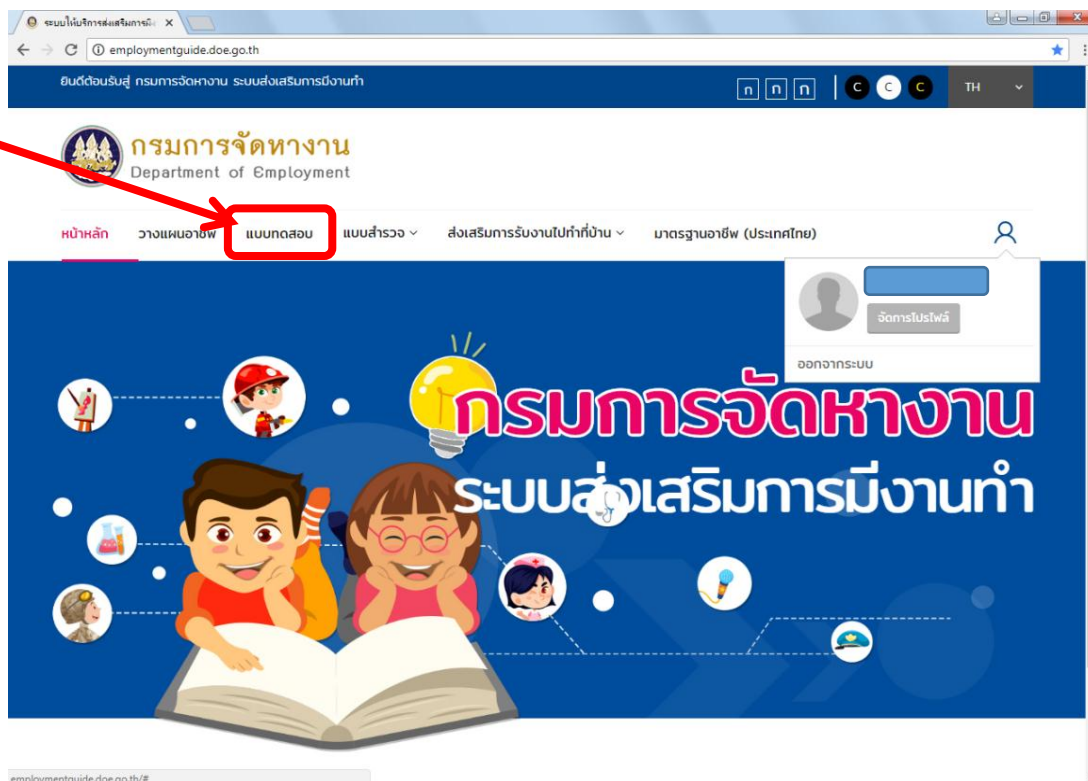 ระบบให้บริการส่งเสริมการมี
employmentguide.doe.go.th
ยินดีต้อนรับสู่ กรมการจัดหางาน ระบบส่งเสริมการมีงานทำ
ก ก ก C C C TH
กรมการจัดหางาน
Department of Employment
หน้าหลัก วางแผนอาชีพ แบบทดสอบ แบบสำรวจ ส่งเสริมการรับงานไปทำที่บ้าน มาตรฐานอาชีพ (ประเทศไทย)
จัดการโปรไฟล์
ออกจากระบบ
กรมการจัดหางาน
ระบบส่งเสริมการมีงานทำ
employmentguide.doe.go.th/#